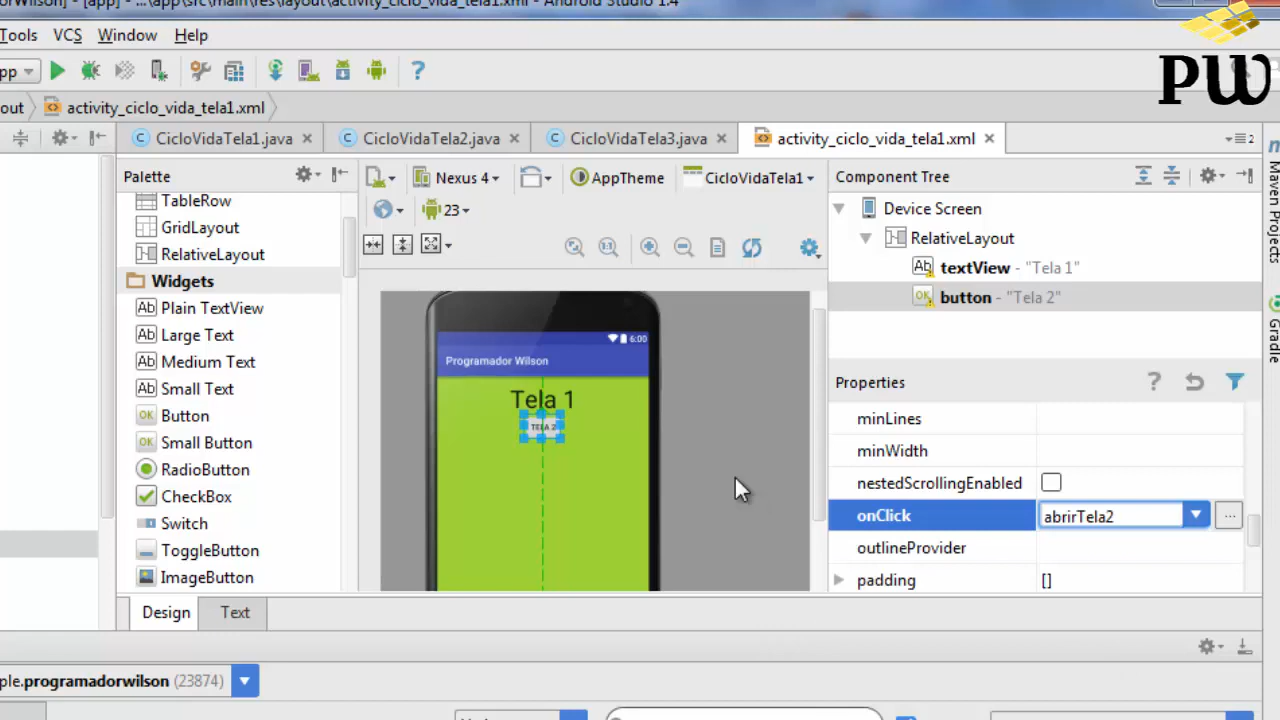 orWilson] - [app] - ...\app\src\main\res\layout\activity_ciclo_vida_tela1.xml - Android Studio 1.4
Tools VCS Window Help
pp
out activity_ciclo_vida_tela1.xml
PW
CicloVidaTela1.java CicloVidaTela2.java CicloVidaTela3.java activity_ciclo_vida_tela1.xml
2
Palette
TableRow
GridLayout
RelativeLayout
Widgets
Plain TextView
Large Text
Medium Text
Small Text
Button
Small Button
RadioButton
CheckBox
Switch
ToggleButton
ImageButton
Nexus 4 AppTheme CicloVidaTela1
23
6:00
Programador Wilson
Tela 1
TELA 2
Design Text
Component Tree
Device Screen
RelativeLayout
textView - "Tela 1"
button - "Tela 2"
Properties
minLines
minWidth
nestedScrollingEnabled
onClick abrirTela2
outlineProvider
padding []
Maven Projects
Gradle
ple.programadorwilson (23874)